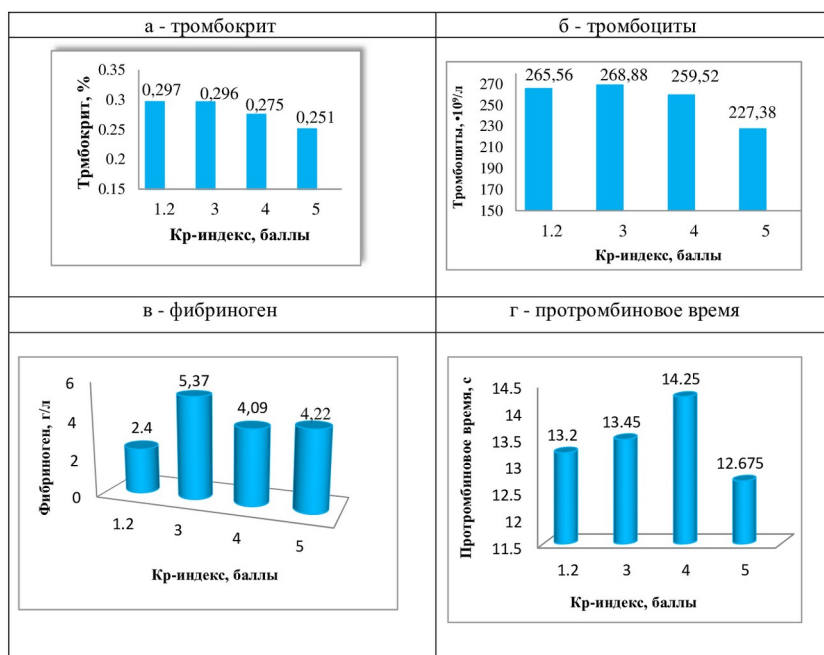 а - тромбокрит
0.35
0.3
0.25
0.2
0.15
Трмбокрит, %
0,297
0,296
0,275
0,251
1.2 3 4 5
Кр-индекс, баллы
б - тромбоциты
270
250
230
210
190
170
150
Тромбоциты, •10⁹/л
265,56
268,88
259,52
227,38
1.2 3 4 5
Кр-индекс, баллы
в - фибриноген
6
4
2
0
Фибриноген, г/л
2.4
5,37
4,09
4,22
1.2 3 4 5
Кр-индекс, баллы
г - протромбиновое время
14.5
14
13.5
13
12.5
12
11.5
Протромбиновое время, с
13.2
13.45
14.25
12.675
1.2 3 4 5
Кр-индекс, баллы